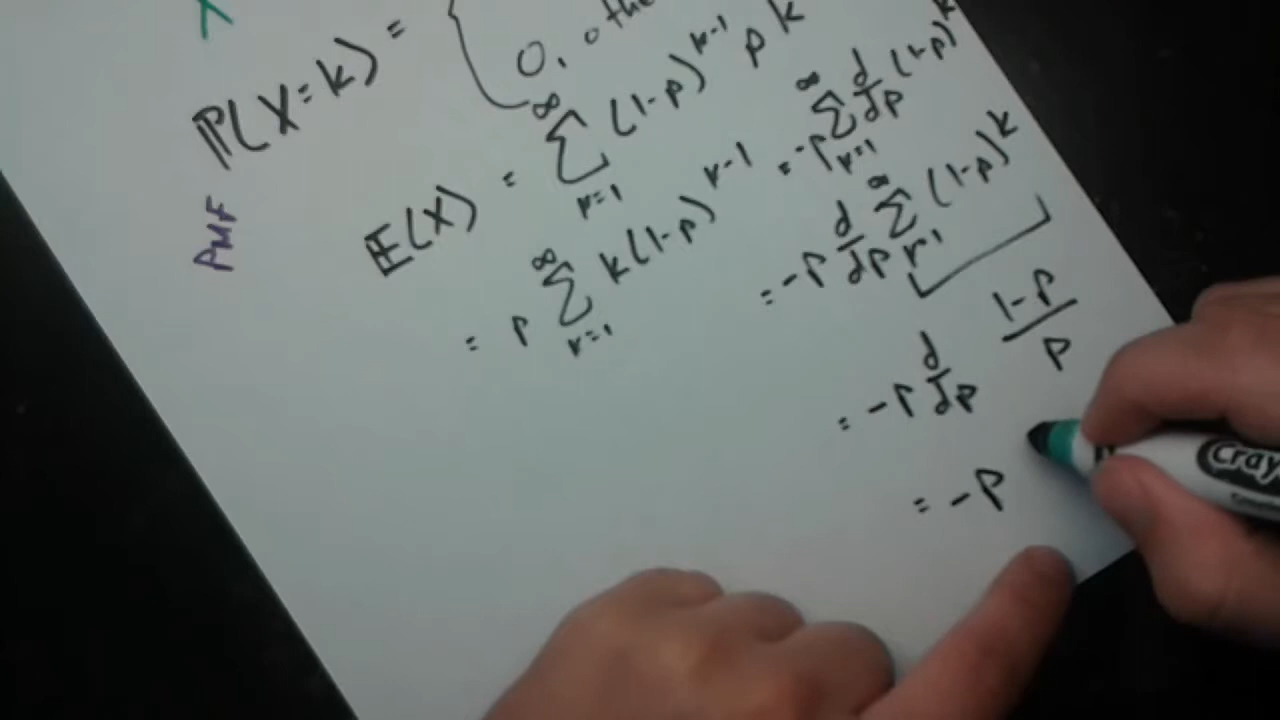 X
P(X=k) = { 0, othe
PMF
E(X) = ∞ Σ k=1 (1-p)^k-1 p k
= p ∞ Σ k=1 k(1-p)^k-1
= -p ∞ Σ k=1 d/dp (1-p)^k
= -p d/dp ∞ Σ k=1 (1-p)^k
= -p d/dp 1-p/p
= -p
Cray